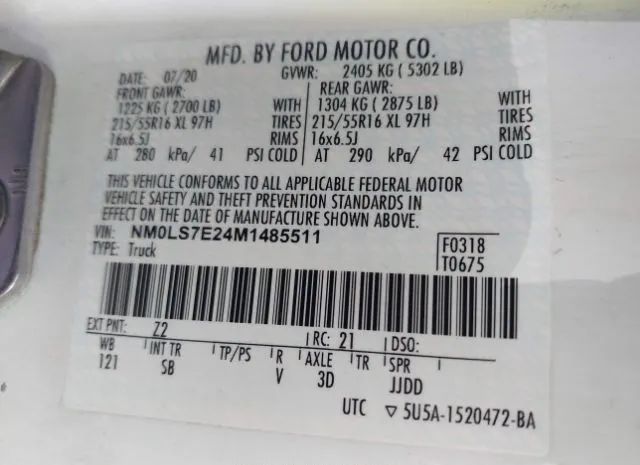 MFD. BY FORD MOTOR CO.
DATE: 07/20 GVWR: 2405 KG ( 5302 LB)
FRONT GAWR: REAR GAWR:
1225 KG ( 2700 LB) WITH 1304 KG ( 2875 LB) WITH
215/55R16 XL 97H TIRES 215/55R16 XL 97H TIRES
16x6.5J RIMS 16x6.5J RIMS
AT 280 kPa/ 41 PSI COLD AT 290 kPa/ 42 PSI COLD
THIS VEHICLE CONFORMS TO ALL APPLICABLE FEDERAL MOTOR
VEHICLE SAFETY AND THEFT PREVENTION STANDARDS IN
EFFECT ON THE DATE OF MANUFACTURE SHOWN ABOVE.
VIN: NM0LS7E24M1485511
TYPE: Truck
F0318
T0675
EXT PNT: Z2 RC: 21 DSO:
WB INT TR TP/PS R AXLE TR SPR
121 SB V 3D JJDD
UTC ▽ 5U5A-1520472-BA